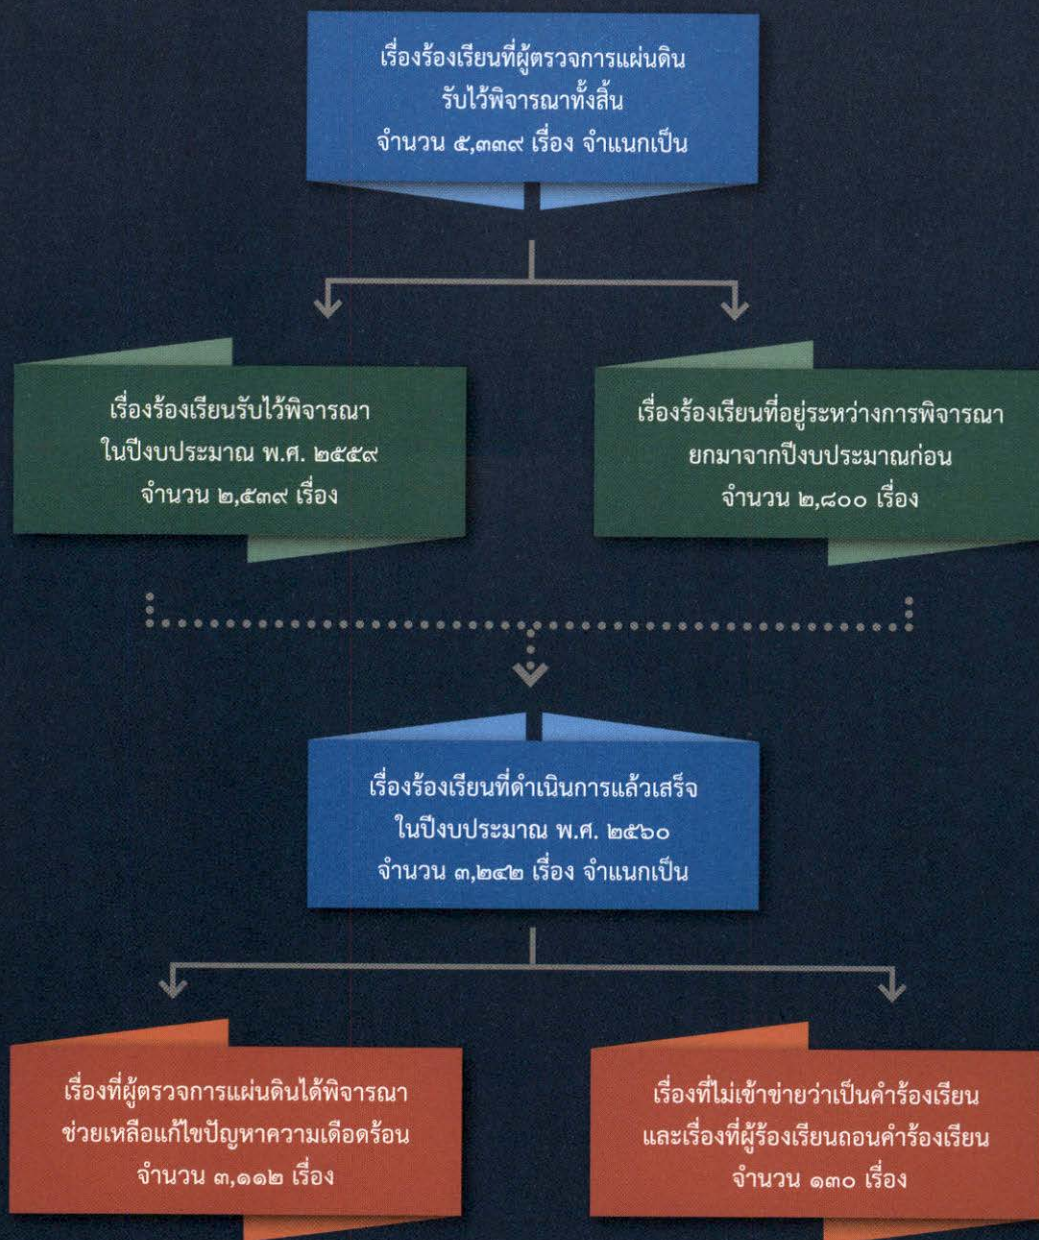 เรื่องร้องเรียนที่ผู้ตรวจการแผ่นดิน
รับไว้พิจารณาทั้งสิ้น
จำนวน ๕,๓๓๙ เรื่อง จำแนกเป็น
เรื่องร้องเรียนรับไว้พิจารณา
ในปีงบประมาณ พ.ศ. ๒๕๕๙
จำนวน ๒,๕๓๙ เรื่อง
เรื่องร้องเรียนที่อยู่ระหว่างการพิจารณา
ยกมาจากปีงบประมาณก่อน
จำนวน ๒,๘๐๐ เรื่อง
เรื่องร้องเรียนที่ดำเนินการแล้วเสร็จ
ในปีงบประมาณ พ.ศ. ๒๕๖๐
จำนวน ๓,๒๔๒ เรื่อง จำแนกเป็น
เรื่องที่ผู้ตรวจการแผ่นดินได้พิจารณา
ช่วยเหลือแก้ไขปัญหาความเดือดร้อน
จำนวน ๓,๑๑๒ เรื่อง
เรื่องที่ไม่เข้าข่ายว่าเป็นคำร้องเรียน
และเรื่องที่ผู้ร้องเรียนถอนคำร้องเรียน
จำนวน ๑๓๐ เรื่อง